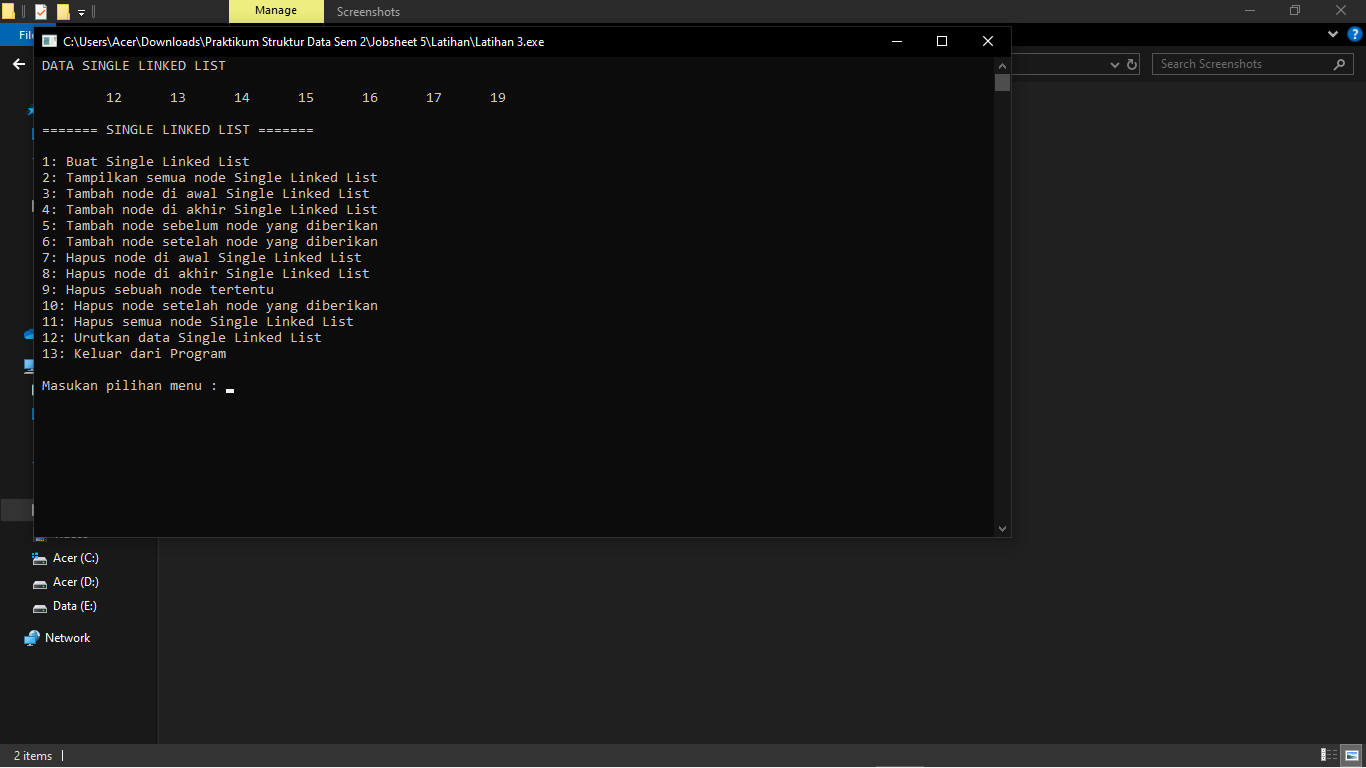 Manage
Screenshots
C:\Users\Acer\Downloads\Praktikum Struktur Data Sem 2\Jobsheet 5\Latihan\Latihan 3.exe
Search Screenshots
DATA SINGLE LINKED LIST
12 13 14 15 16 17 19
======= SINGLE LINKED LIST =======
1: Buat Single Linked List
2: Tampilkan semua node Single Linked List
3: Tambah node di awal Single Linked List
4: Tambah node di akhir Single Linked List
5: Tambah node sebelum node yang diberikan
6: Tambah node setelah node yang diberikan
7: Hapus node di awal Single Linked List
8: Hapus node di akhir Single Linked List
9: Hapus sebuah node tertentu
10: Hapus node setelah node yang diberikan
11: Hapus semua node Single Linked List
12: Urutkan data Single Linked List
13: Keluar dari Program
Masukan pilihan menu :
Acer (C:)
Acer (D:)
Data (E:)
Network
2 items